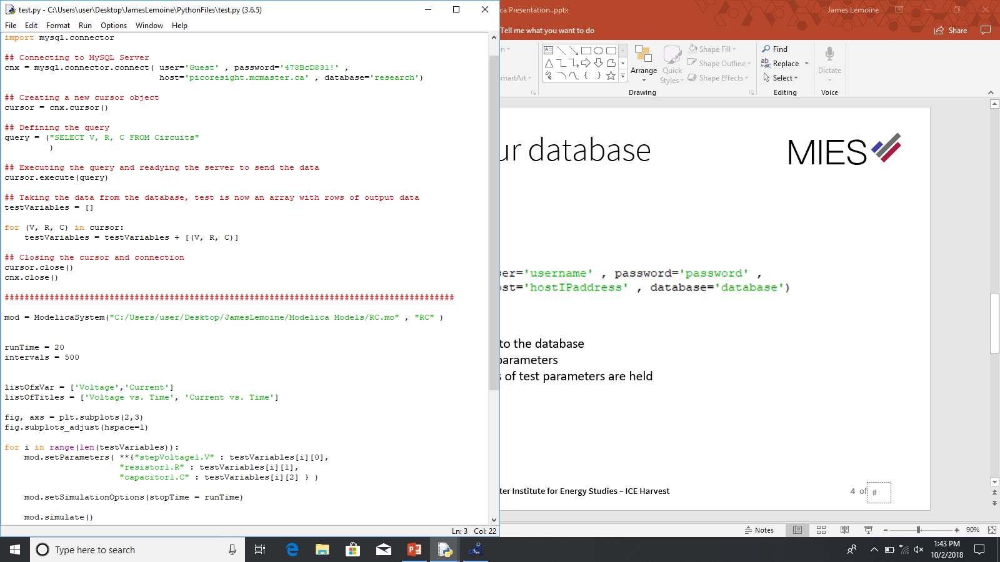 test.py - C:\Users\user\Desktop\JamesLemoine\PythonFiles\test.py (3.6.5)
File Edit Format Run Options Window Help
import mysql.connector
## Connecting to MySQL Server
cnx = mysql.connector.connect( user='Guest' , password='478BcD831!' ,
host='picoresight.mcmaster.ca' , database='research')
## Creating a new cursor object
cursor = cnx.cursor()
## Defining the query
query = ("SELECT V, R, C FROM Circuits"
)
## Executing the query and readying the server to send the data
cursor.execute(query)
## Taking the data from the database, test is now an array with rows of output data
testVariables = []
for (V, R, C) in cursor:
testVariables = testVariables + [(V, R, C)]
## Closing the cursor and connection
cursor.close()
cnx.close()
##########################################################################################
mod = ModelicaSystem("C:/Users/user/Desktop/JamesLemoine/Modelica Models/RC.mo" , "RC" )
runTime = 20
intervals = 500
listOfxVar = ['Voltage','Current']
listOfTitles = ['Voltage vs. Time', 'Current vs. Time']
fig, axs = plt.subplots(2,3)
fig.subplots_adjust(hspace=1)
for i in range(len(testVariables)):
mod.setParameters( **{"stepVoltage1.V" : testVariables[i][0],
"resistor1.R" : testVariables[i][1],
"capacitor1.C" : testVariables[i][2] } )
mod.setSimulationOptions(stopTime = runTime)
mod.simulate()
Ln: 3 Col: 22
ca Presentation..pptx
James Lemoine
Tell me what you want to do
Share
on
SmartArt
Arrange
Quick
Styles
Shape Fill
Shape Outline
Shape Effects
Drawing
Find
Replace
Select
Editing
Dictate
Voice
ur database
MIES
ser='username' , password='password' ,
ost='hostIPaddress' , database='database')
to the database
parameters
s of test parameters are held
ter Institute for Energy Studies – ICE Harvest
4 of #
Notes
90%
Type here to search
1:43 PM
10/2/2018